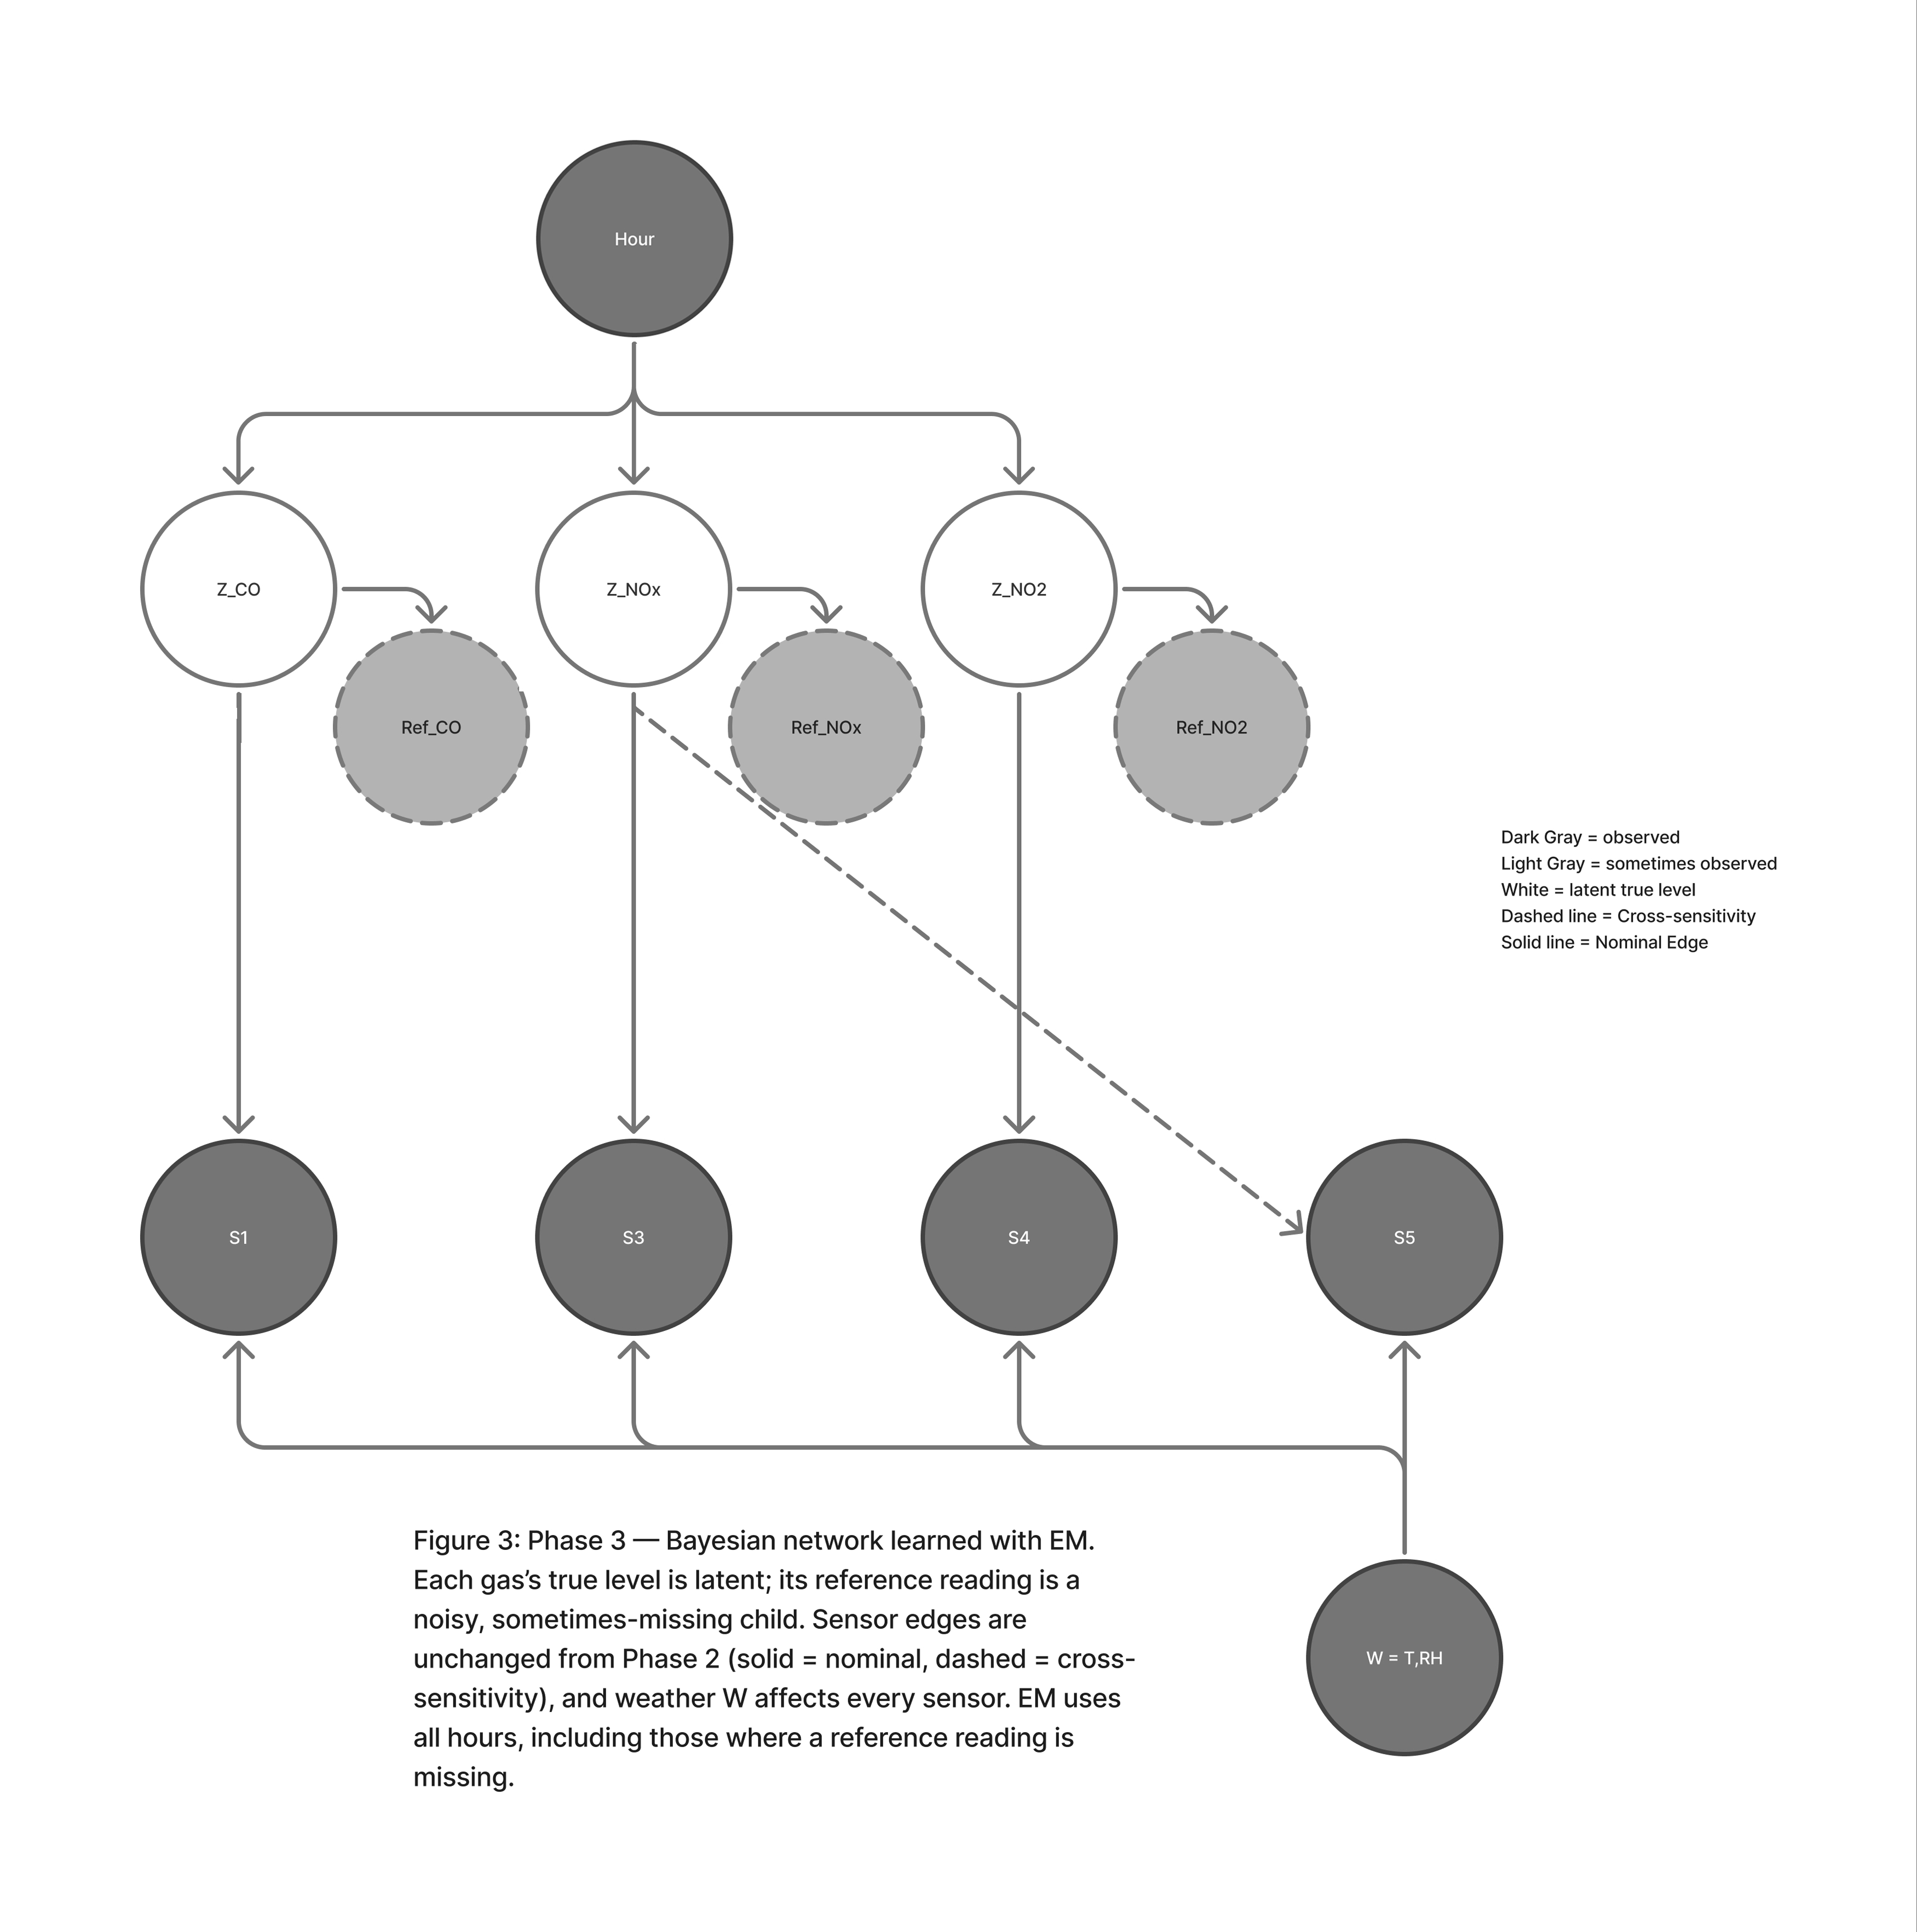 Hour
Z_CO
Z_NOx
Z_NO2
Ref_CO
Ref_NOx
Ref_NO2
Dark Gray = observed
Light Gray = sometimes observed
White = latent true level
Dashed line = Cross-sensitivity
Solid line = Nominal Edge
S1
S3
S4
S5
Figure 3: Phase 3 — Bayesian network learned with EM.
Each gas’s true level is latent; its reference reading is a
noisy, sometimes-missing child. Sensor edges are
unchanged from Phase 2 (solid = nominal, dashed = cross-
sensitivity), and weather W affects every sensor. EM uses
all hours, including those where a reference reading is
missing.
W = T,RH